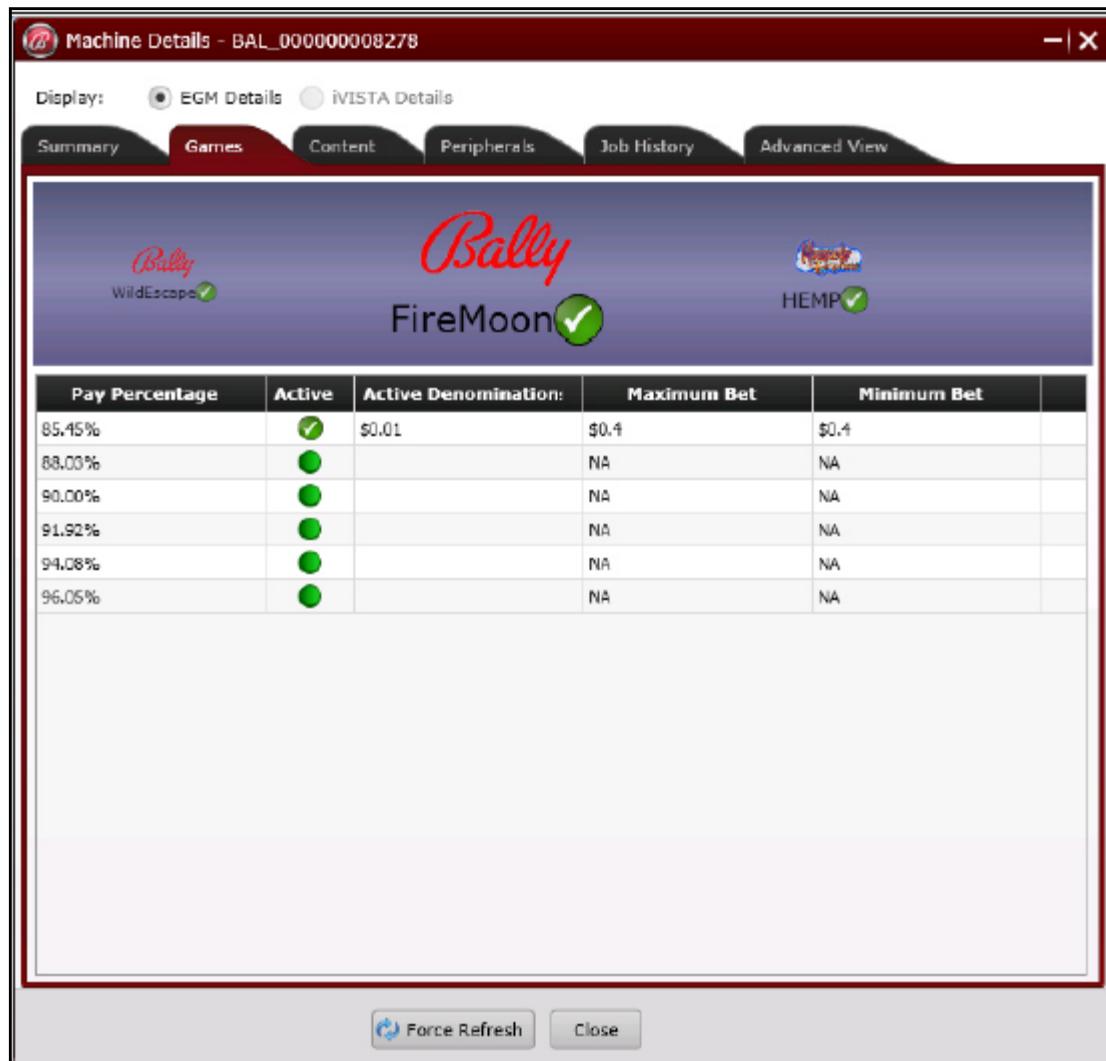 Machine Details - BAL_000000008278
Display: EGM Details iVISTA Details
Summary Games Content Peripherals Job History Advanced View
Bally Bally
WildEscape FireMoon HEMP
Pay Percentage Active Active Denomination: Maximum Bet Minimum Bet
85.45% $0.01 $0.4 $0.4
88.03% NA NA
90.00% NA NA
91.92% NA NA
94.08% NA NA
96.05% NA NA
Force Refresh Close